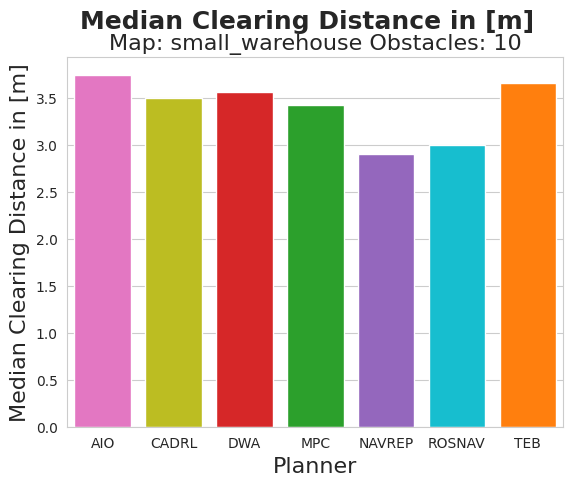 Median Clearing Distance in [m]
Map: small_warehouse Obstacles: 10
Median Clearing Distance in [m]
3.5
3.0
2.5
2.0
1.5
1.0
0.5
0.0
AIO CADRL DWA MPC NAVREP ROSNAV TEB
Planner